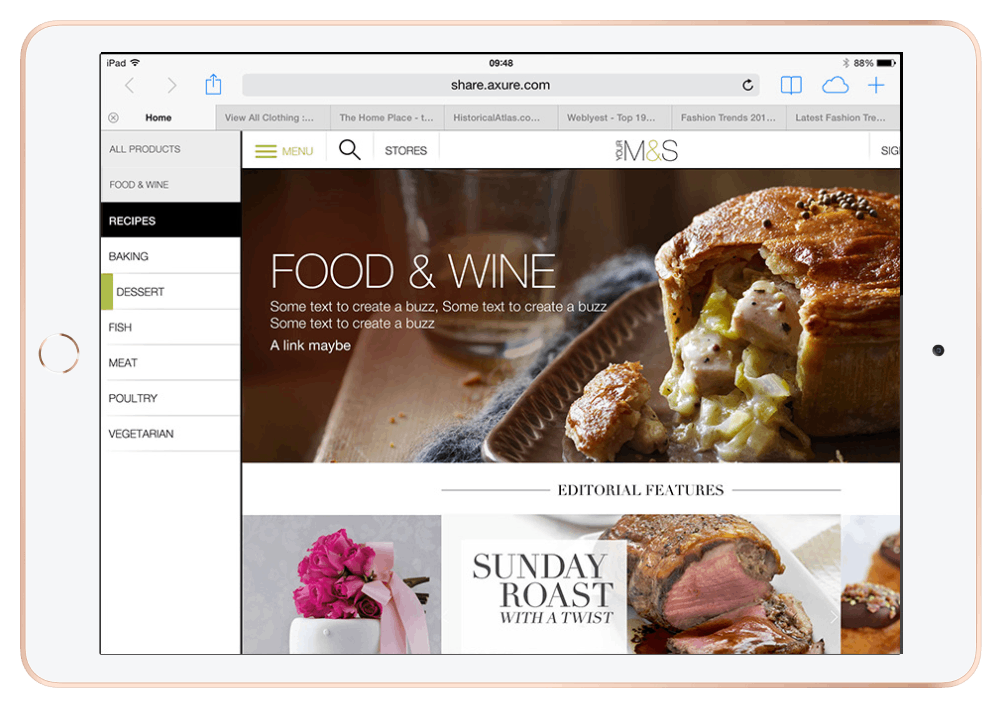 iPad
09:48
88%
share.axure.com
Home
View All Clothing :...
The Home Place - t...
HistoricalAtlas.co...
Weblyest - Top 19...
Fashion Trends 201...
Latest Fashion Tre...
ALL PRODUCTS
FOOD & WINE
RECIPES
BAKING
DESSERT
FISH
MEAT
POULTRY
VEGETARIAN
MENU
STORES
YOUR M&S
SIG
FOOD & WINE
Some text to create a buzz, Some text to create a buzz
Some text to create a buzz
A link maybe
EDITORIAL FEATURES
SUNDAY
ROAST
WITH A TWIST